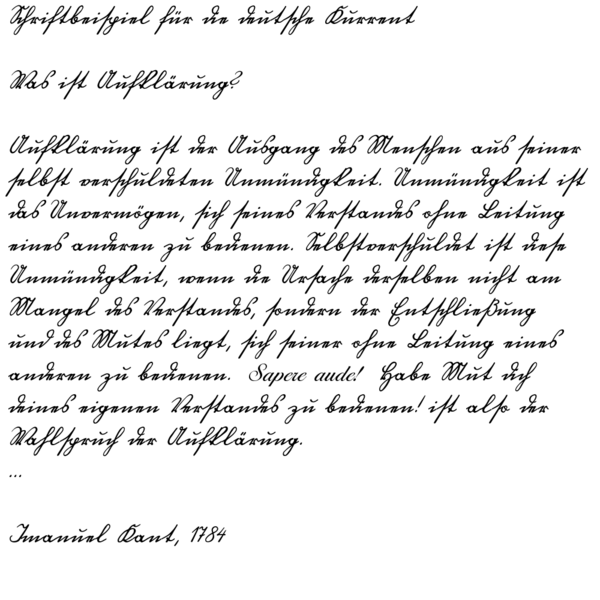 Schriftbeispiel für die deutsche Kurrent
Was ist Aufklärung?
Aufklärung ist der Ausgang des Menschen aus seiner
selbst verschuldeten Unmündigkeit. Unmündigkeit ist
das Unvermögen, sich seines Verstandes ohne Leitung
eines anderen zu bedienen. Selbstverschuldet ist diese
Unmündigkeit, wenn die Ursache derselben nicht am
Mangel des Verstandes, sondern der Entschließung
und des Mutes liegt, sich seiner ohne Leitung eines
anderen zu bedienen. Sapere aude! Habe Mut dich
deines eigenen Verstandes zu bedienen! ist also der
Wahlspruch der Aufklärung.
...
Imanuel Kant, 1784